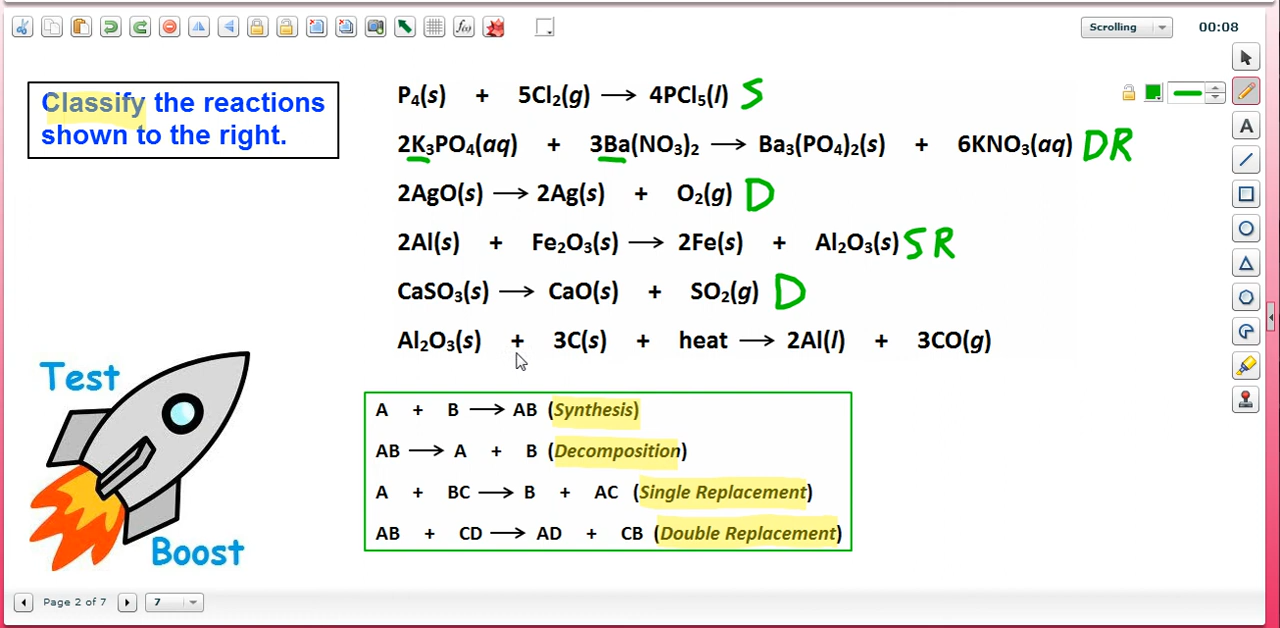 f(x)
Scrolling
00:08
Classify the reactions
shown to the right.
P₄(s) + 5Cl₂(g) → 4PCl₅(l) S
2K₃PO₄(aq) + 3Ba(NO₃)₂ → Ba₃(PO₄)₂(s) + 6KNO₃(aq) DR
2AgO(s) → 2Ag(s) + O₂(g) D
2Al(s) + Fe₂O₃(s) → 2Fe(s) + Al₂O₃(s) SR
CaSO₃(s) → CaO(s) + SO₂(g) D
Al₂O₃(s) + 3C(s) + heat → 2Al(l) + 3CO(g)
A + B → AB (Synthesis)
AB → A + B (Decomposition)
A + BC → B + AC (Single Replacement)
AB + CD → AD + CB (Double Replacement)
Test
Boost
Page 2 of 7
7
A